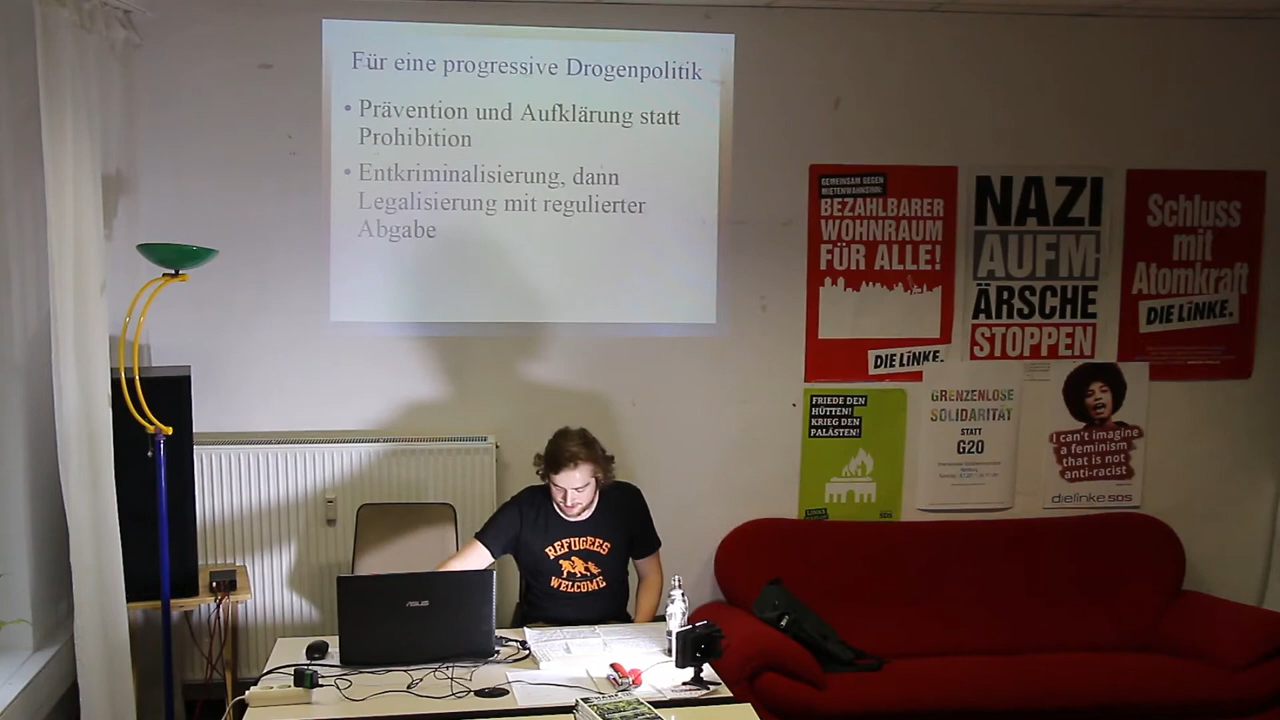 Für eine progressive Drogenpolitik
• Prävention und Aufklärung statt
Prohibition
• Entkriminalisierung, dann
Legalisierung mit regulierter
Abgabe
GEMEINSAM GEGEN
MIETENWAHNSINN:
BEZAHLBARER
WOHNRAUM
FÜR ALLE!
DIE LINKE.
NAZI
AUFM
ÄRSCHE
STOPPEN
Schluss
mit
Atomkraft
DIE LINKE.
FRIEDE DEN
HÜTTEN!
KRIEG DEN
PALÄSTEN!
SDS
GRENZENLOSE
SOLIDARITÄT
STATT
G20
I can't imagine
a feminism
that is not
anti-racist
dielinke.SDS
REFUGEES
WELCOME
ASUS